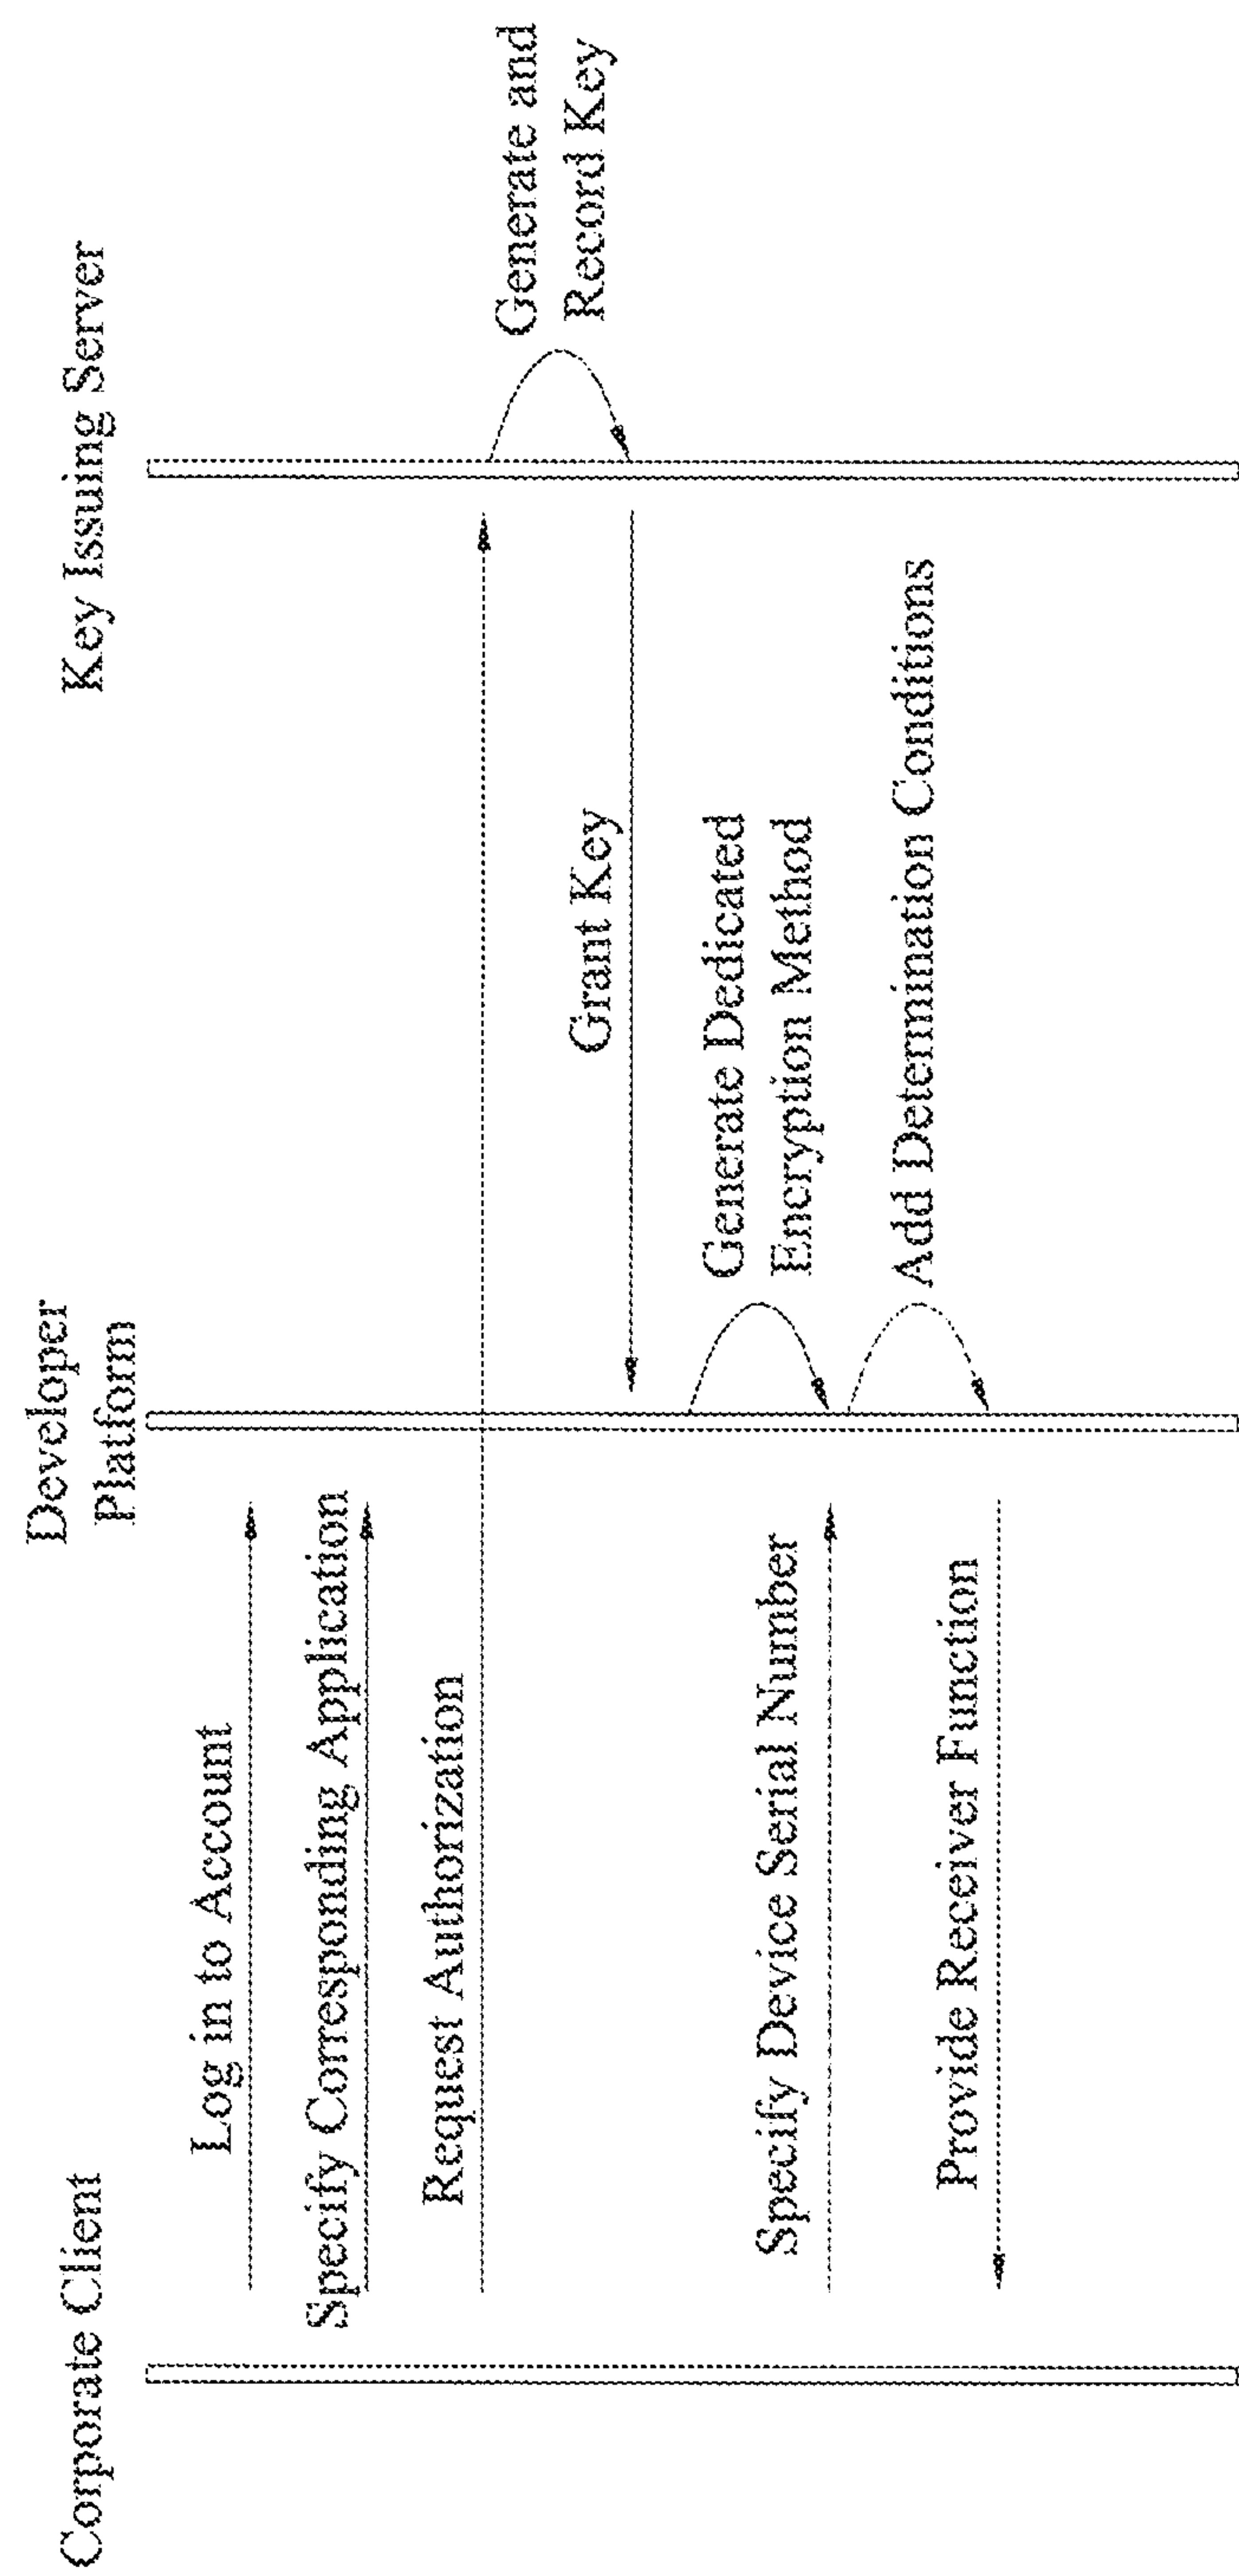 Corporate Client
Developer
Platform
Key Issuing Server
Log in to Account
Specify Corresponding Application
Request Authorization
Generate and
Record Key
Grant Key
Generate Dedicated
Encryption Method
Specify Device Serial Number
Add Determination Conditions
Provide Receiver Function